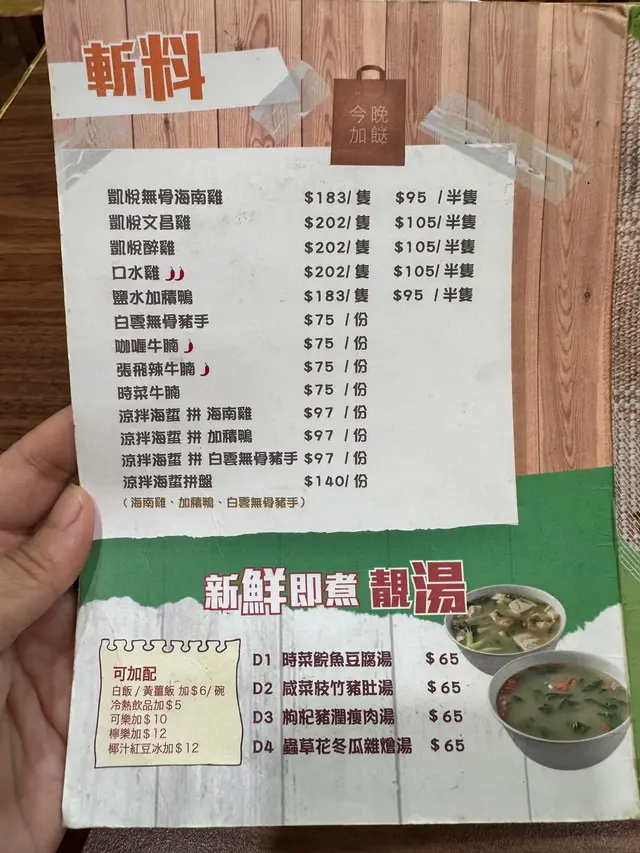 斬料
今晚
加餸
凱悅無骨海南雞 $183/隻 $95 /半隻
凱悅文昌雞 $202/隻 $105/半隻
凱悅醉雞 $202/隻 $105/半隻
口水雞 $202/隻 $105/半隻
鹽水加積鴨 $183/隻 $95 /半隻
白雲無骨豬手 $75 /份
咖喱牛腩 $75 /份
張飛辣牛腩 $75 /份
時菜牛腩 $75 /份
涼拌海蜇 拼 海南雞 $97 /份
涼拌海蜇 拼 加積鴨 $97 /份
涼拌海蜇 拼 白雲無骨豬手 $97 /份
涼拌海蜇拼盤 $140/份
(海南雞、加積鴨、白雲無骨豬手)
新鮮即煮 靚湯
可加配
白飯/黃薑飯 加$6/碗
冷熱飲品加$5
可樂加$10
檸樂加$12
椰汁紅豆冰加$12
D1 時菜鯇魚豆腐湯 $65
D2 咸菜枝竹豬肚湯 $65
D3 枸杞豬潤瘦肉湯 $65
D4 蟲草花冬瓜雜燴湯 $65